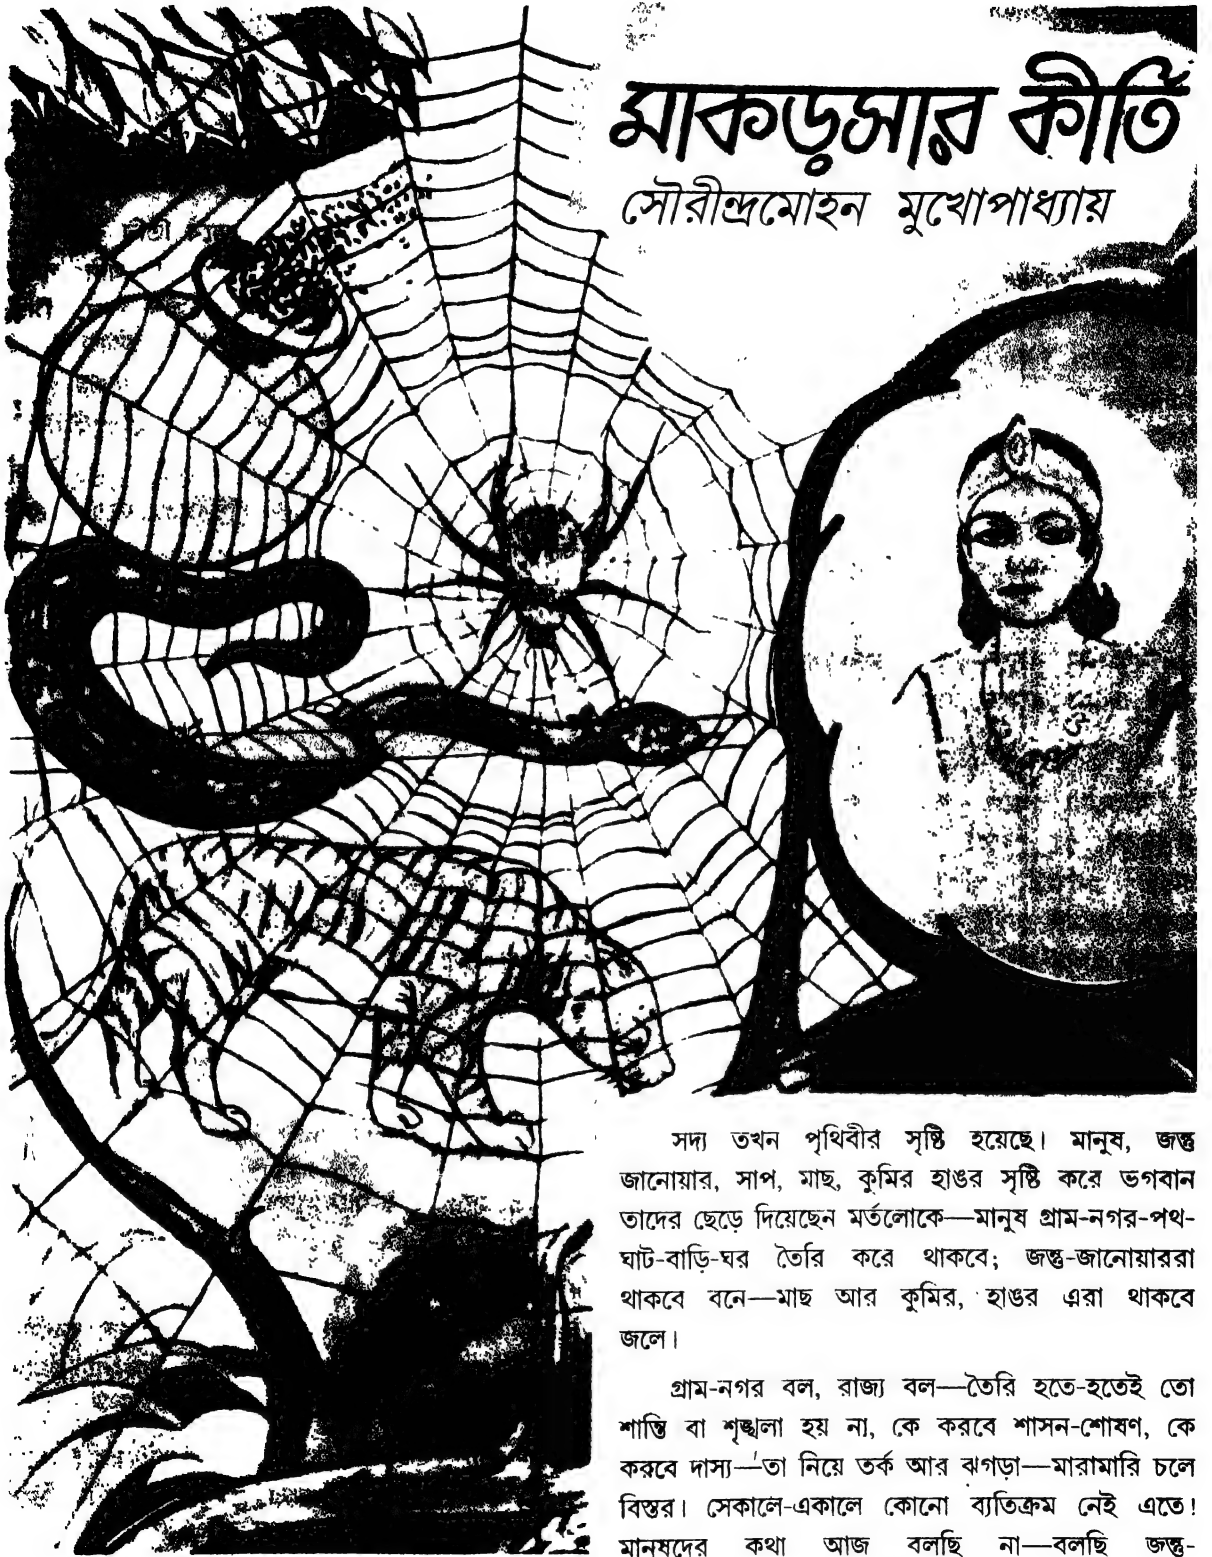 মাকড়সার কীর্তি
সৌরীন্দ্রমোহন মুখোপাধ্যায়
সদ্য তখন পৃথিবীর সৃষ্টি হয়েছে। মানুষ, জন্তু
জানোয়ার, সাপ, মাছ, কুমির হাঙর সৃষ্টি করে ভগবান
তাদের ছেড়ে দিয়েছেন মর্তলোকে—মানুষ গ্রাম-নগর-পথ-
ঘাট-বাড়ি-ঘর তৈরি করে থাকবে; জন্তু-জানোয়াররা
থাকবে বনে—মাছ আর কুমির, হাঙর এরা থাকবে
জলে।
গ্রাম-নগর বল, রাজ্য বল—তৈরি হতে-হতেই তো
শান্তি বা শৃঙ্খলা হয় না, কে করবে শাসন-শোষণ, কে
করবে দাস্য—তা নিয়ে তর্ক আর ঝগড়া—মারামারি চলে
বিস্তর। সেকালে-একালে কোনো ব্যতিক্রম নেই এতে!
মানুষদের কথা আজ বলছি না—বলছি জন্তু-